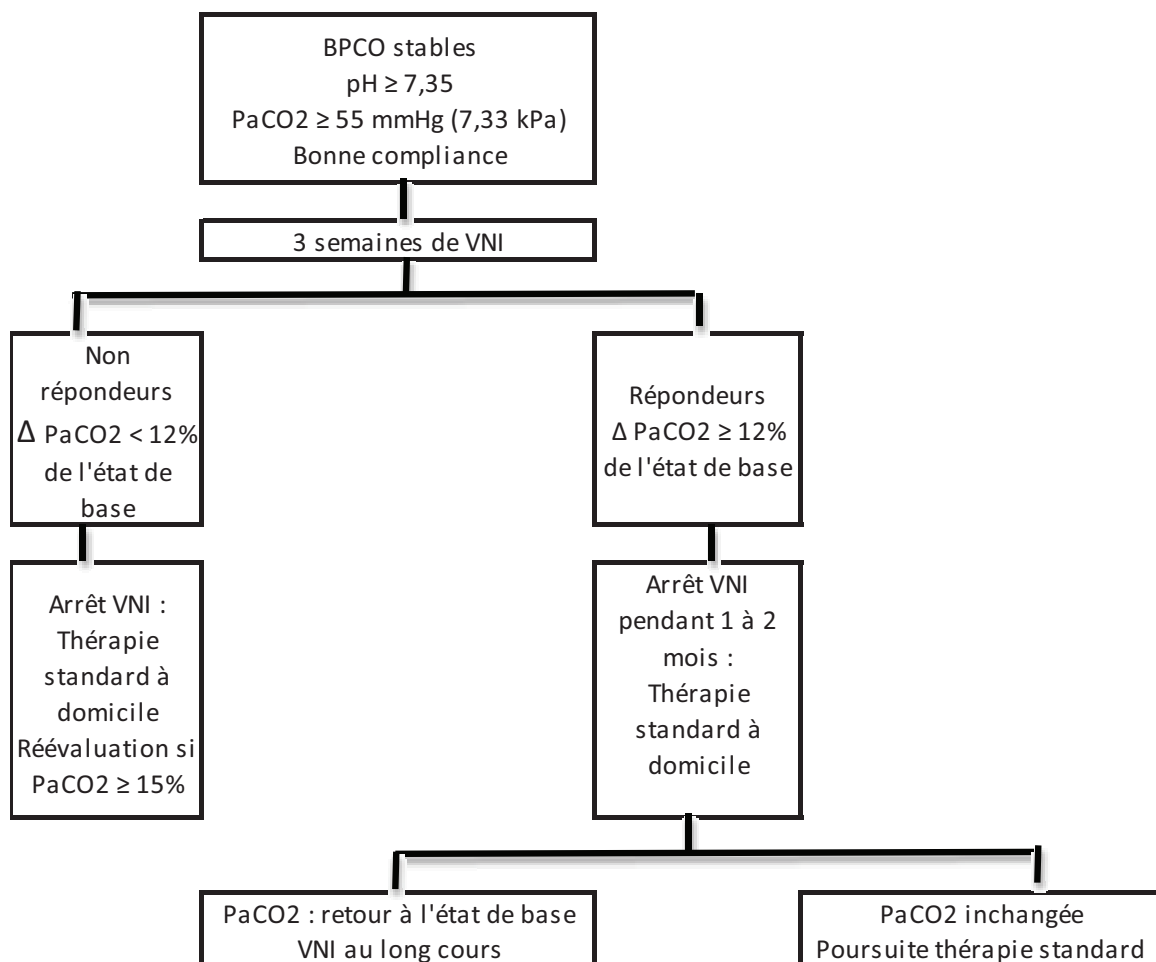 BPCO stables
pH ≥ 7,35
PaCO2 ≥ 55 mmHg (7,33 kPa)
Bonne compliance
3 semaines de VNI
Non
répondeurs
Δ PaCO2 < 12%
de l'état de
base
Répondeurs
Δ PaCO2 ≥ 12%
de l'état de base
Arrêt VNI :
Thérapie
standard à
domicile
Réévaluation si
PaCO2 ≥ 15%
Arrêt VNI
pendant 1 à 2
mois :
Thérapie
standard à
domicile
PaCO2 : retour à l'état de base
VNI au long cours
PaCO2 inchangée
Poursuite thérapie standard